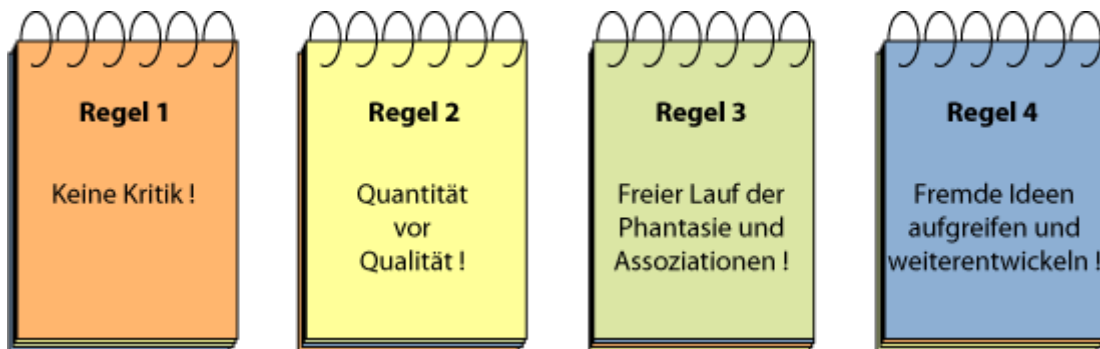 Regel 1
Keine Kritik !
Regel 2
Quantität
vor
Qualität !
Regel 3
Freier Lauf der
Phantasie und
Assoziationen !
Regel 4
Fremde Ideen
aufgreifen und
weiterentwickeln !